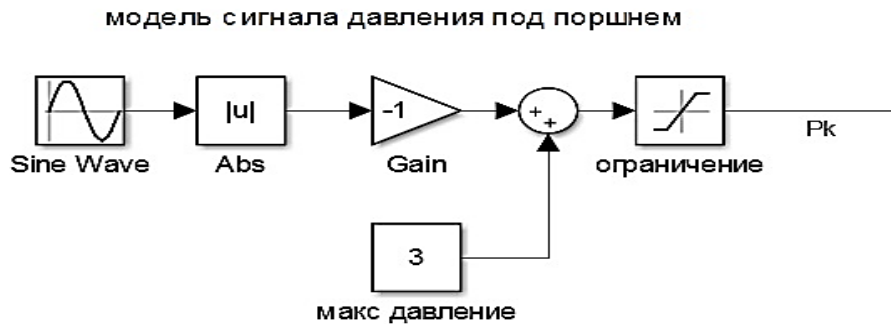 модель сигнала давления под поршнем
|u|
-1
+
+
Pk
Sine Wave
Abs
Gain
ограничение
3
макс давление